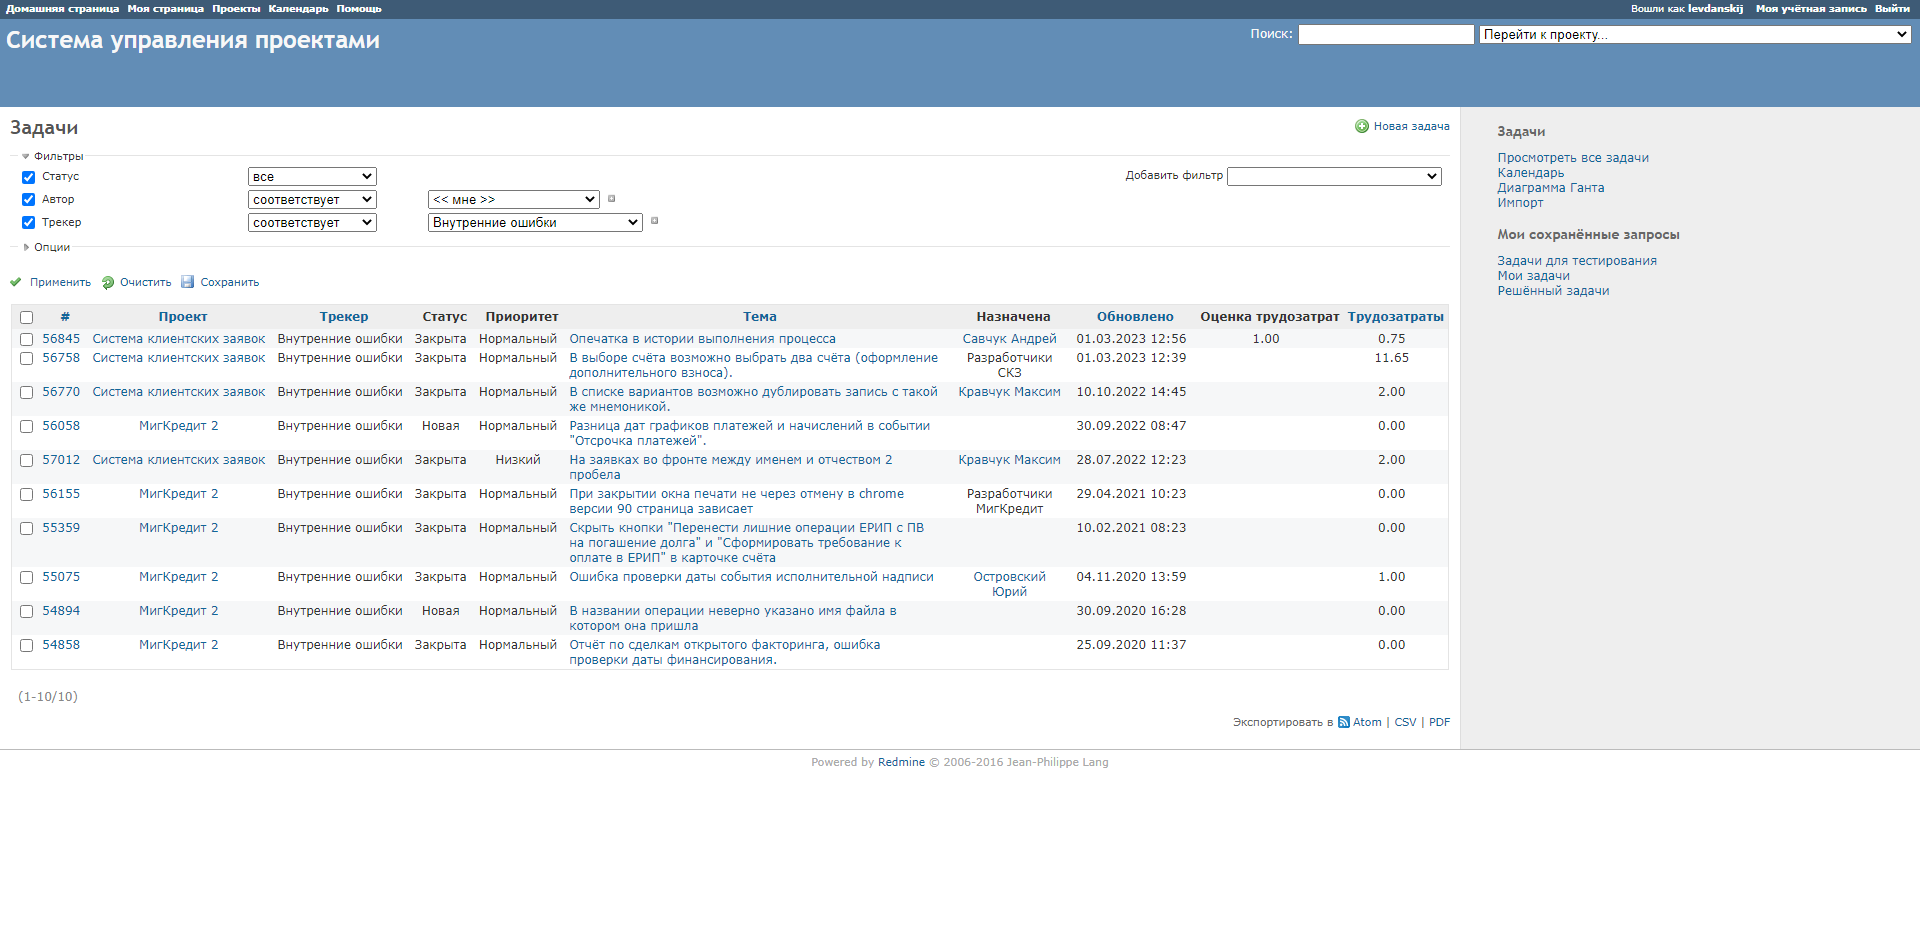 Домашняя страница Моя страница Проекты Календарь Помощь Вошли как levdanskij Моя учётная запись Выйти
Система управления проектами Поиск: Перейти к проекту...
Задачи Новая задача
Фильтры
Статус все Добавить фильтр
Автор соответствует << мне >>
Трекер соответствует Внутренние ошибки
Опции
Применить Очистить Сохранить
# Проект Трекер Статус Приоритет Тема Назначена Обновлено Оценка трудозатрат Трудозатраты
56845 Система клиентских заявок Внутренние ошибки Закрыта Нормальный Опечатка в истории выполнения процесса Савчук Андрей 01.03.2023 12:56 1.00 0.75
56758 Система клиентских заявок Внутренние ошибки Закрыта Нормальный В выборе счёта возможно выбрать два счёта (оформление Разработчики 01.03.2023 12:39 11.65
дополнительного взноса). СКЗ
56770 Система клиентских заявок Внутренние ошибки Закрыта Нормальный В списке вариантов возможно дублировать запись с такой Кравчук Максим 10.10.2022 14:45 2.00
же мнемоникой.
56058 МигКредит 2 Внутренние ошибки Новая Нормальный Разница дат графиков платежей и начислений в событии 30.09.2022 08:47 0.00
"Отсрочка платежей".
57012 Система клиентских заявок Внутренние ошибки Закрыта Низкий На заявках во фронте между именем и отчеством 2 Кравчук Максим 28.07.2022 12:23 2.00
пробела
56155 МигКредит 2 Внутренние ошибки Закрыта Нормальный При закрытии окна печати не через отмену в chrome Разработчики 29.04.2021 10:23 0.00
версии 90 страница зависает МигКредит
55359 МигКредит 2 Внутренние ошибки Закрыта Нормальный Скрыть кнопки "Перенести лишние операции ЕРИП с ПВ 10.02.2021 08:23 0.00
на погашение долга" и "Сформировать требование к
оплате в ЕРИП" в карточке счёта
55075 МигКредит 2 Внутренние ошибки Закрыта Нормальный Ошибка проверки даты события исполнительной надписи Островский 04.11.2020 13:59 1.00
Юрий
54894 МигКредит 2 Внутренние ошибки Новая Нормальный В названии операции неверно указано имя файла в 30.09.2020 16:28 0.00
котором она пришла
54858 МигКредит 2 Внутренние ошибки Закрыта Нормальный Отчёт по сделкам открытого факторинга, ошибка 25.09.2020 11:37 0.00
проверки даты финансирования.
(1-10/10)
Экспортировать в Atom | CSV | PDF
Задачи
Просмотреть все задачи
Календарь
Диаграмма Ганта
Импорт
Мои сохранённые запросы
Задачи для тестирования
Мои задачи
Решённый задачи
Powered by Redmine © 2006-2016 Jean-Philippe Lang